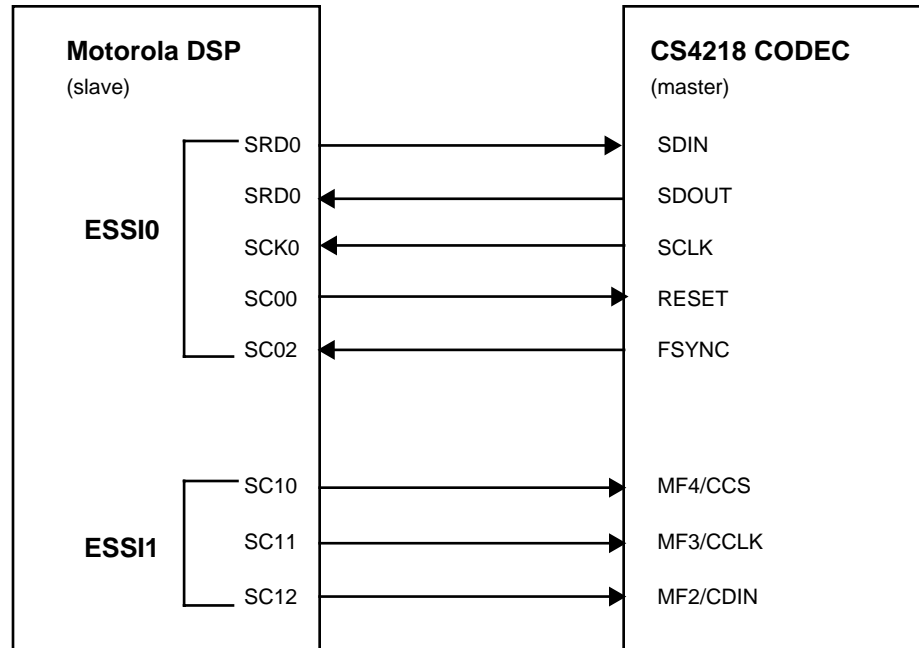 Motorola DSP
(slave)
CS4218 CODEC
(master)
ESSI0
SRD0
SDIN
SRD0
SDOUT
SCK0
SCLK
SC00
RESET
SC02
FSYNC
ESSI1
SC10
MF4/CCS
SC11
MF3/CCLK
SC12
MF2/CDIN